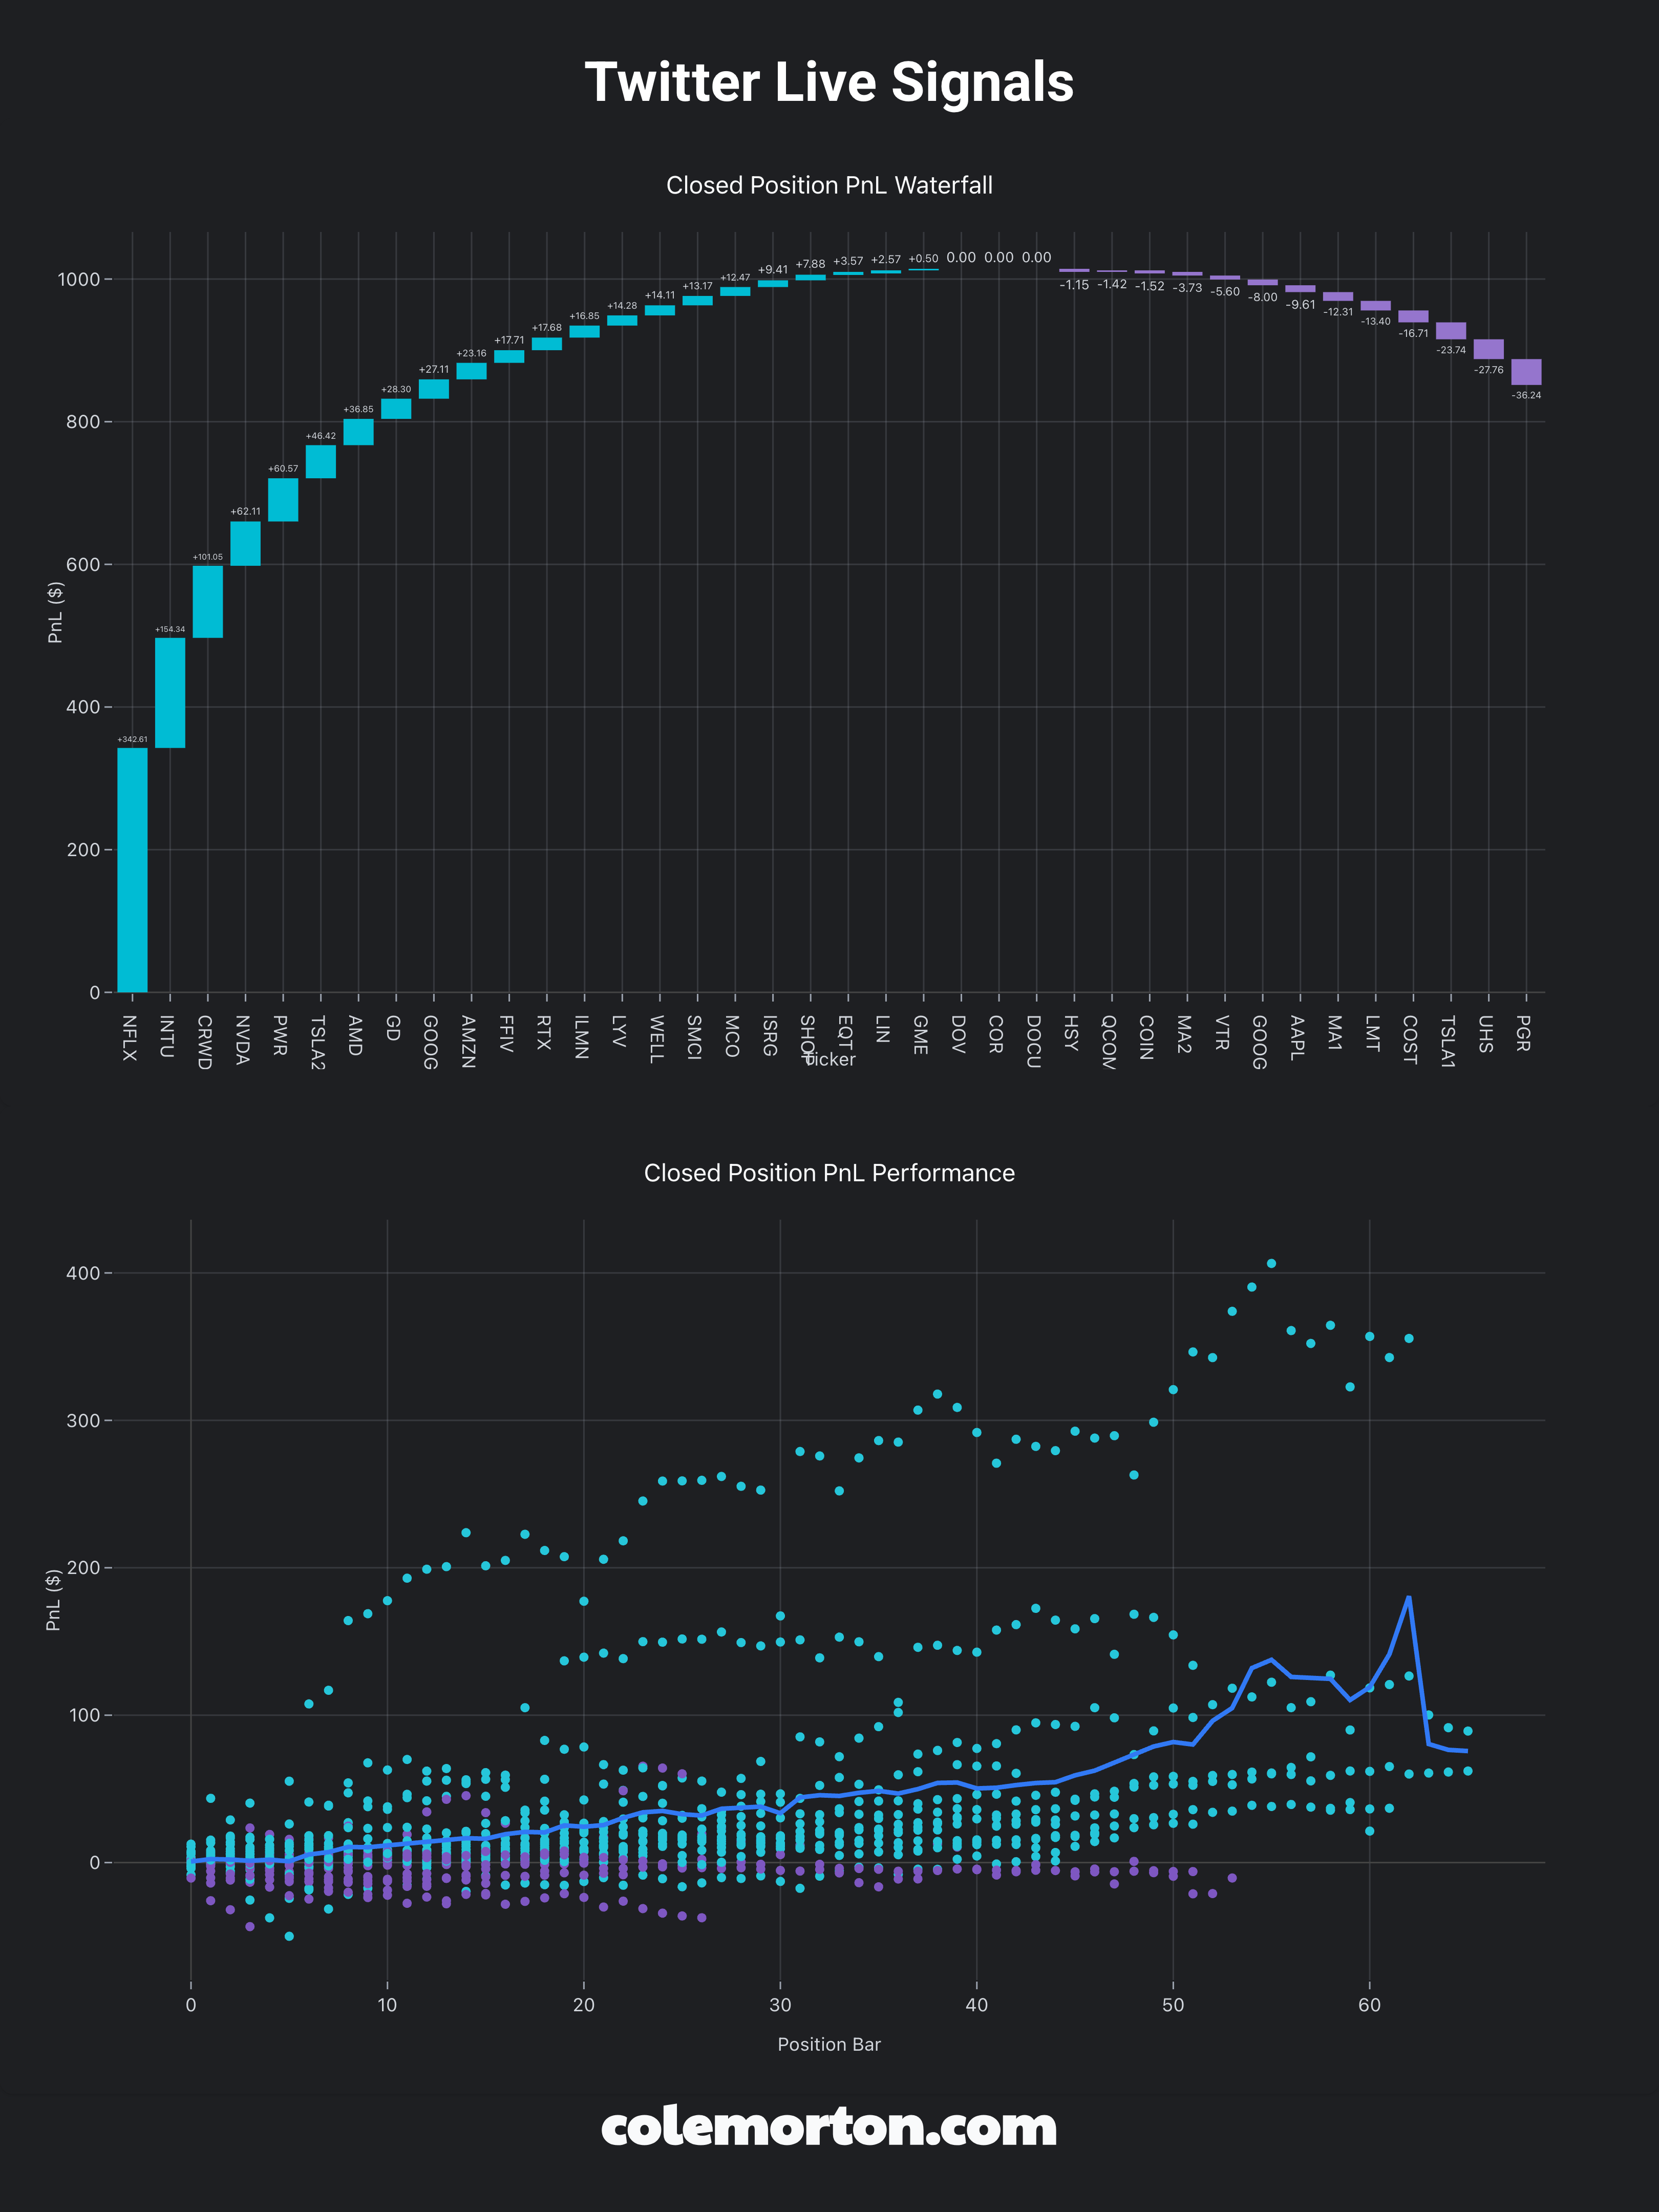 Twitter Live Signals
Closed Position PnL Waterfall
PnL ($)
1000
800
600
400
200
0
+342.61
+154.34
+101.05
+62.11
+60.57
+46.42
+36.85
+28.30
+27.11
+23.16
+17.71
+17.68
+16.85
+14.28
+14.11
+13.17
+12.47
+9.41
+7.88
+3.57
+2.57
+0.50
0.00
0.00
0.00
-1.15
-1.42
-1.52
-3.73
-5.60
-8.00
-9.61
-12.31
-13.40
-16.71
-23.74
-27.76
-36.24
NFLX
INTU
CRWD
NVDA
PWR
TSLA2
AMD
GD
GOOG
AMZN
FFIV
RTX
ILMN
LYV
WELL
SMCI
MCO
ISRG
SHOP
EQT
LIN
GME
DOV
COR
DOCU
HSY
QCOM
COIN
MA2
VTR
GOOG
AAPL
MA1
LMT
COST
TSLA1
UHS
PGR
Ticker
Closed Position PnL Performance
PnL ($)
400
300
200
100
0
0 10 20 30 40 50 60
Position Bar
colemorton.com